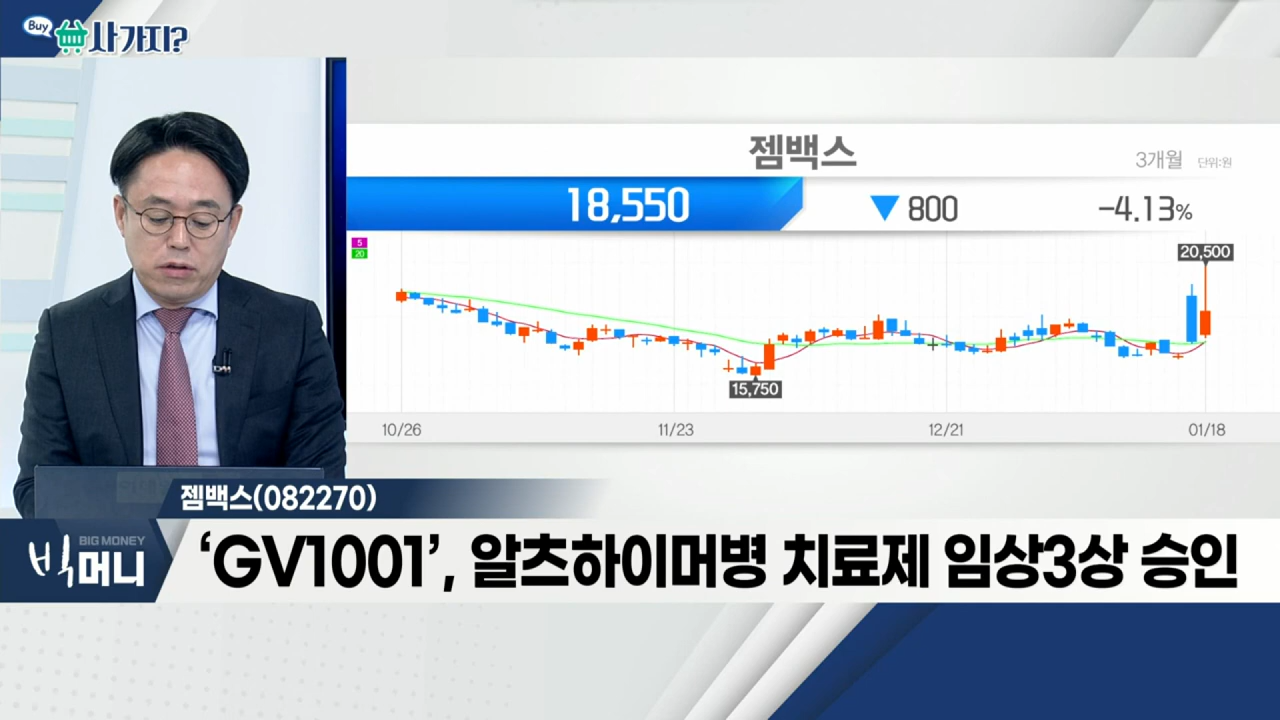 Buy
사 가지?
젬백스
3개월 단위:원
18,550 ▼ 800 -4.13%
5
20
20,500
15,750
10/26 11/23 12/21 01/18
젬백스(082270)
BIG MONEY
빅머니
‘GV1001’, 알츠하이머병 치료제 임상3상 승인